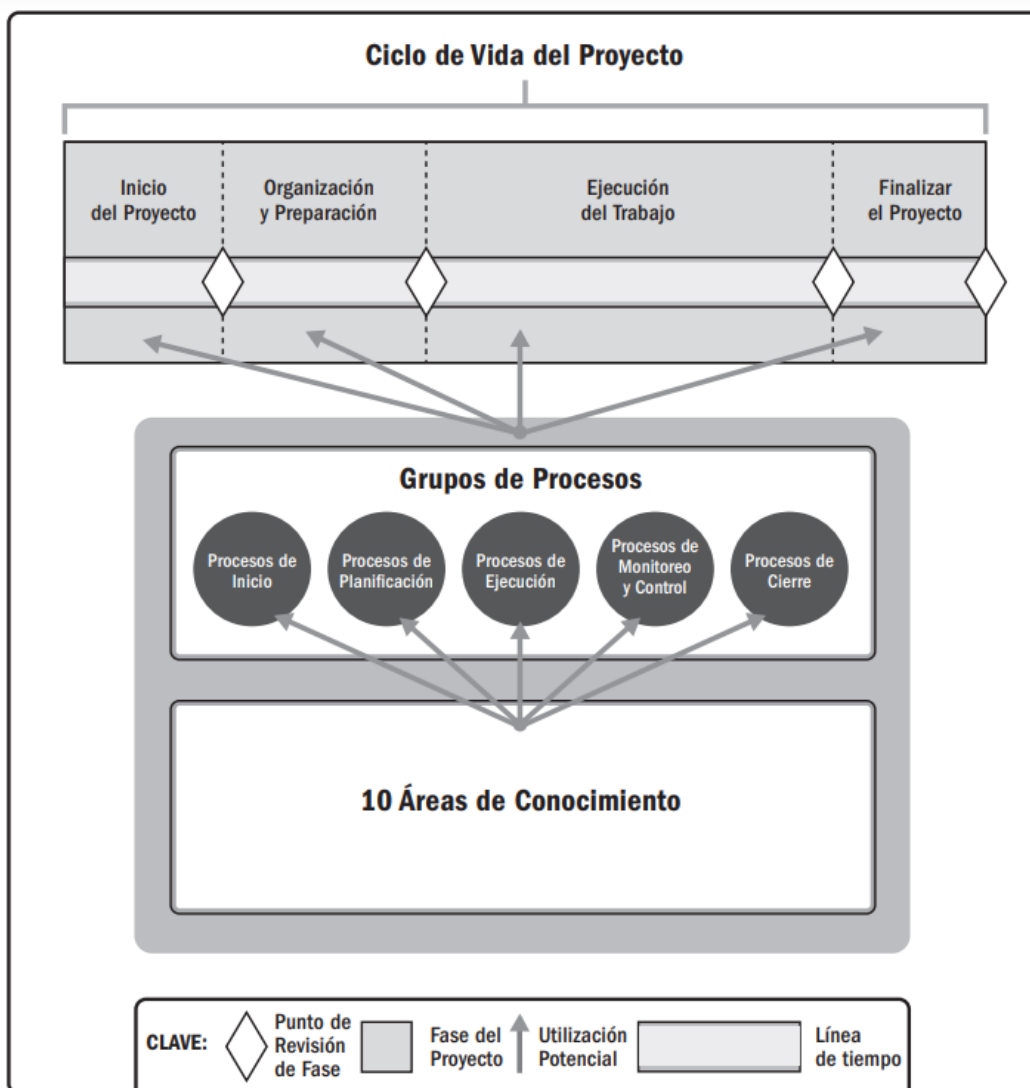 Ciclo de Vida del Proyecto
Inicio
del Proyecto
Organización
y Preparación
Ejecución
del Trabajo
Finalizar
el Proyecto
Grupos de Procesos
Procesos de
Inicio
Procesos de
Planificación
Procesos de
Ejecución
Procesos de
Monitoreo
y Control
Procesos de
Cierre
10 Áreas de Conocimiento
CLAVE:
Punto de
Revisión
de Fase
Fase del
Proyecto
Utilización
Potencial
Línea
de tiempo